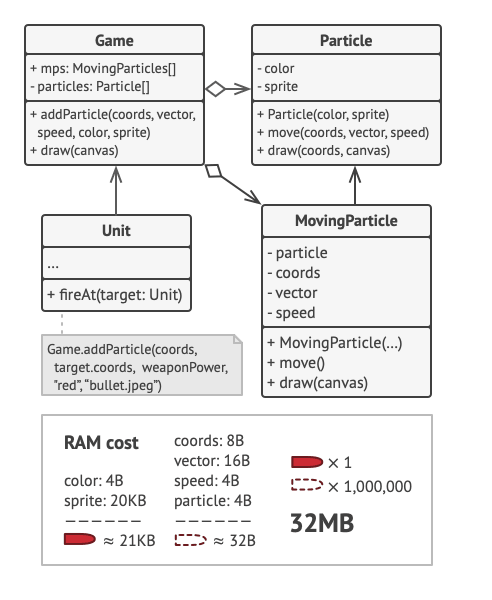 Game
+ mps: MovingParticles[]
- particles: Particle[]
+ addParticle(coords, vector,
speed, color, sprite)
+ draw(canvas)
Particle
- color
- sprite
+ Particle(color, sprite)
+ move(coords, vector, speed)
+ draw(coords, canvas)
Unit
...
+ fireAt(target: Unit)
Game.addParticle(coords,
target.coords, weaponPower,
"red", "bullet.jpeg")
MovingParticle
- particle
- coords
- vector
- speed
+ MovingParticle(...)
+ move()
+ draw(canvas)
RAM cost
color: 4B
sprite: 20KB
≈ 21KB
coords: 8B
vector: 16B
speed: 4B
particle: 4B
≈ 32B
× 1
× 1,000,000
32MB